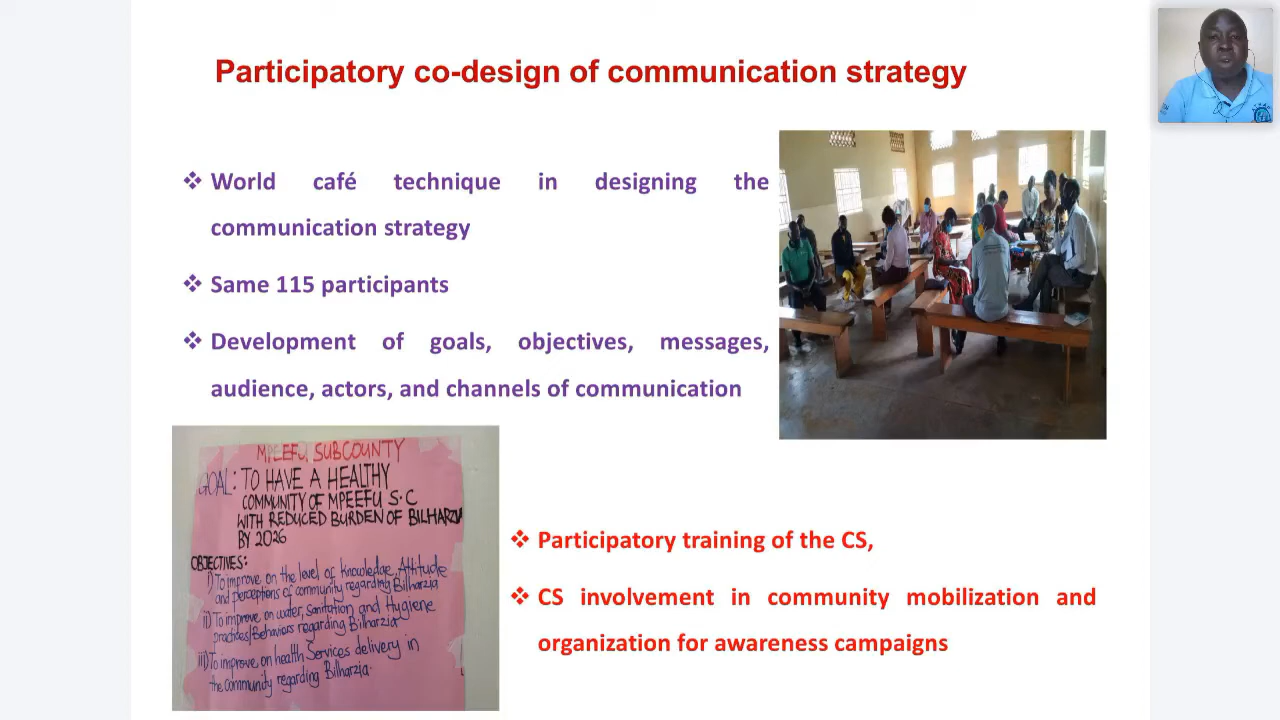 Participatory co-design of communication strategy
❖ World café technique in designing the
communication strategy
❖ Same 115 participants
❖ Development of goals, objectives, messages,
audience, actors, and channels of communication
MPEEFU SUBCOUNTY
GOAL: TO HAVE A HEALTHY
COMMUNITY OF MPEEFU S.C
WITH REDUCED BURDEN OF BILHARZIA
BY 2026
OBJECTIVES:
i) To improve on the level of knowledge, Attitude
and perceptions of community regarding Bilharzia
ii) To improve on water, sanitation and Hygiene
practices/Behaviors regarding Bilharzia
iii) To improve on health Services delivery in
the community regarding Bilharzia.
❖ Participatory training of the CS,
❖ CS involvement in community mobilization and
organization for awareness campaigns